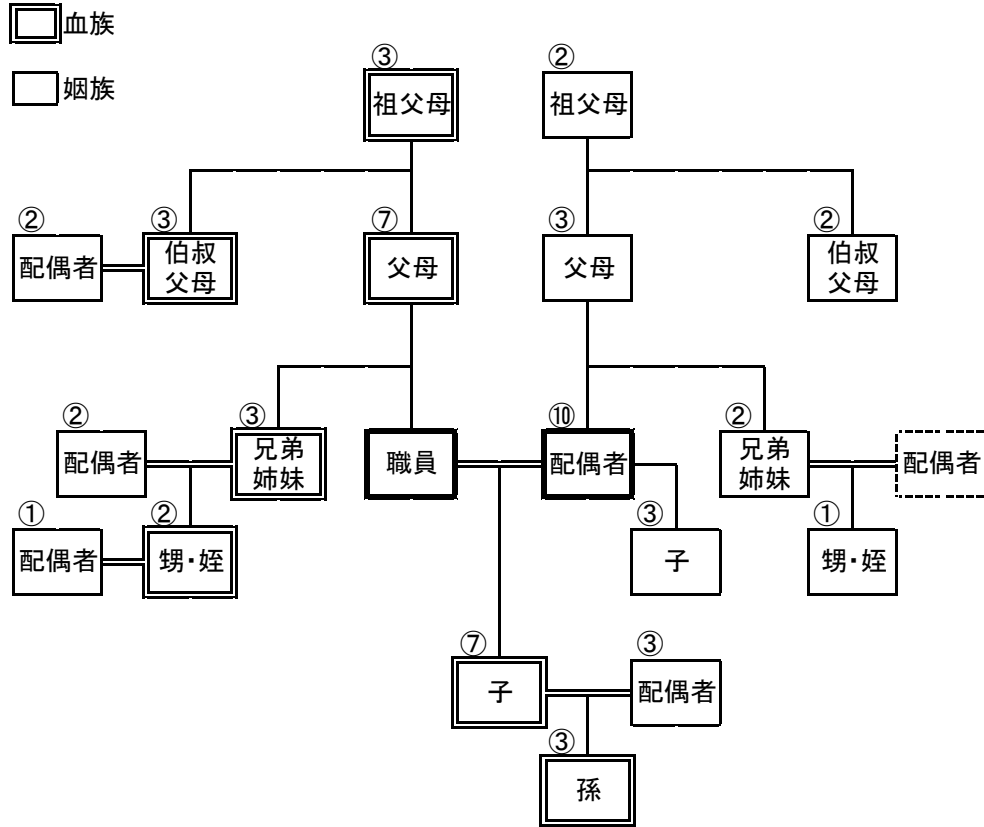 血族
姻族
③
祖父母
②
祖父母
②
配偶者
③
伯叔
父母
⑦
父母
③
父母
②
伯叔
父母
②
配偶者
③
兄弟
姉妹
職員
⑩
配偶者
②
兄弟
姉妹
配偶者
①
配偶者
②
甥・姪
③
子
①
甥・姪
⑦
子
③
配偶者
③
孫